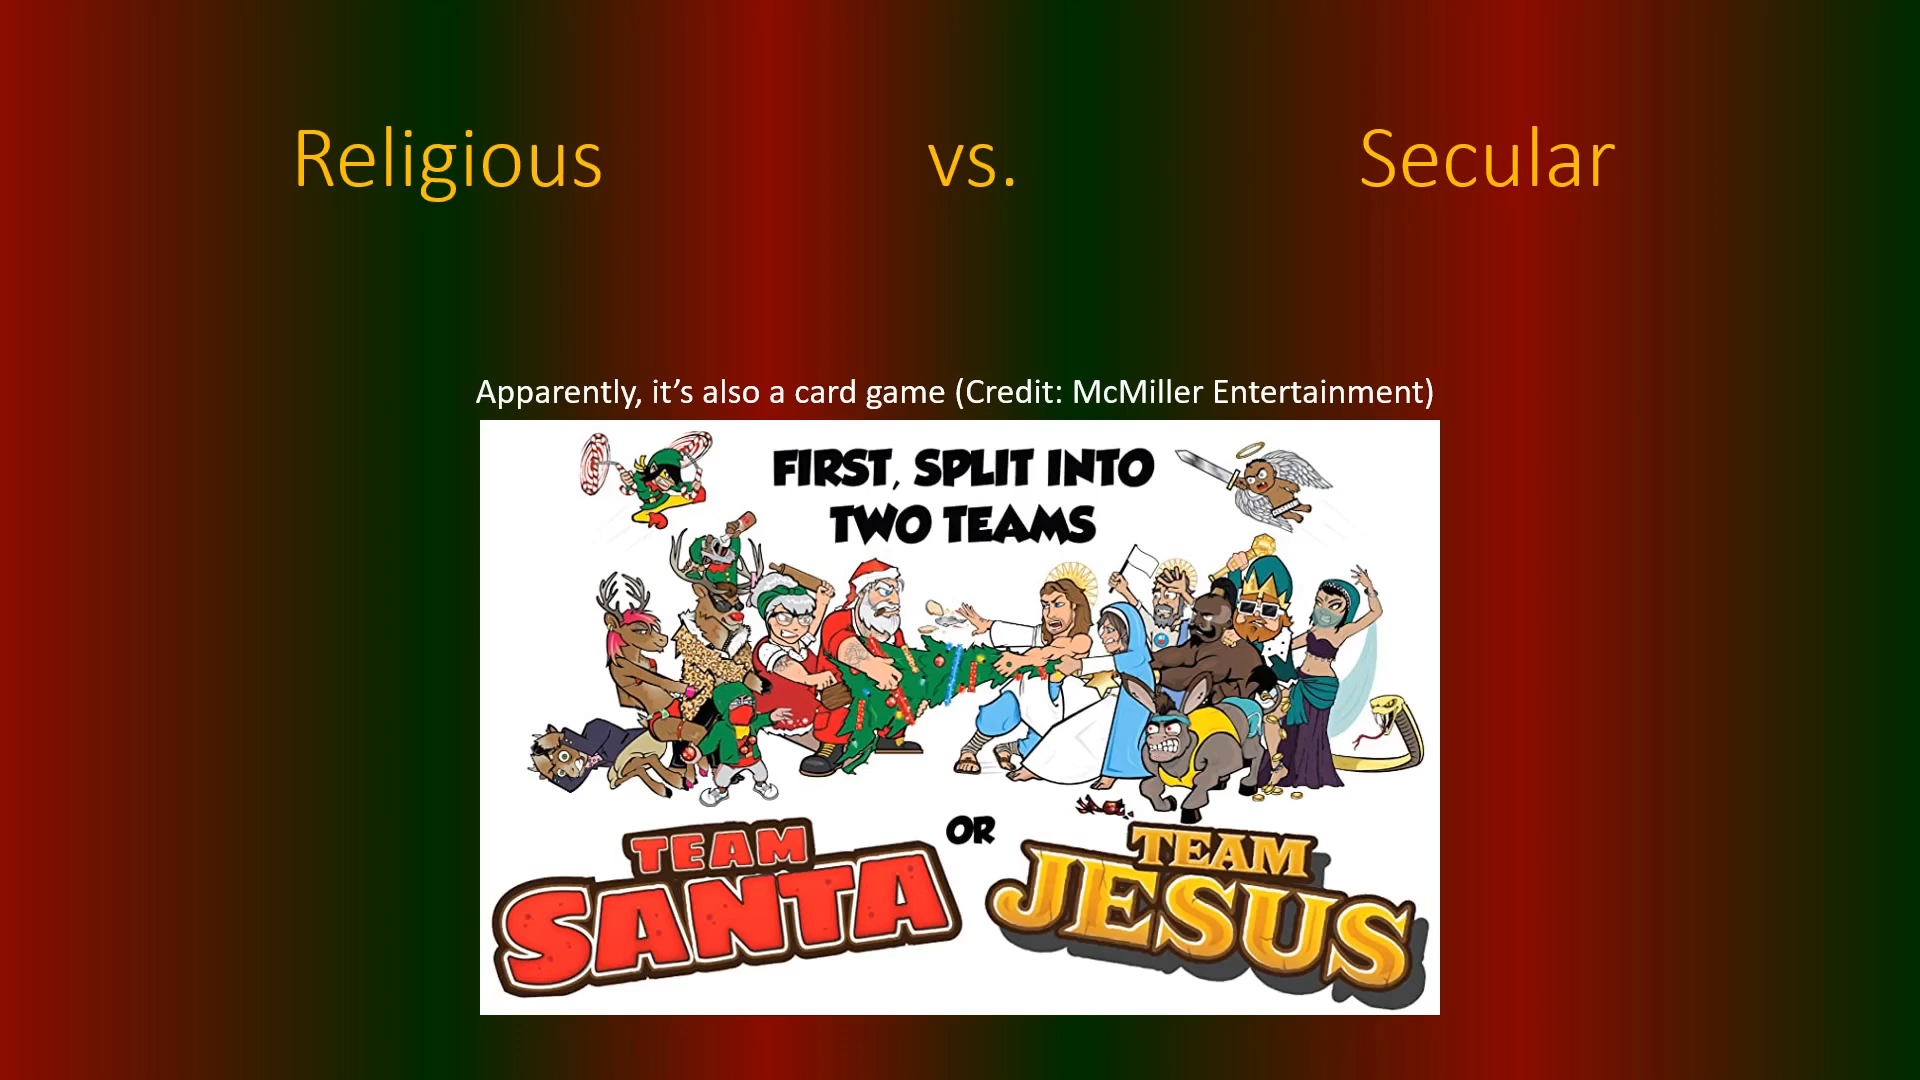 Religious vs. Secular
Apparently, it’s also a card game (Credit: McMiller Entertainment)
FIRST, SPLIT INTO
TWO TEAMS
TEAM
SANTA
OR
TEAM
JESUS